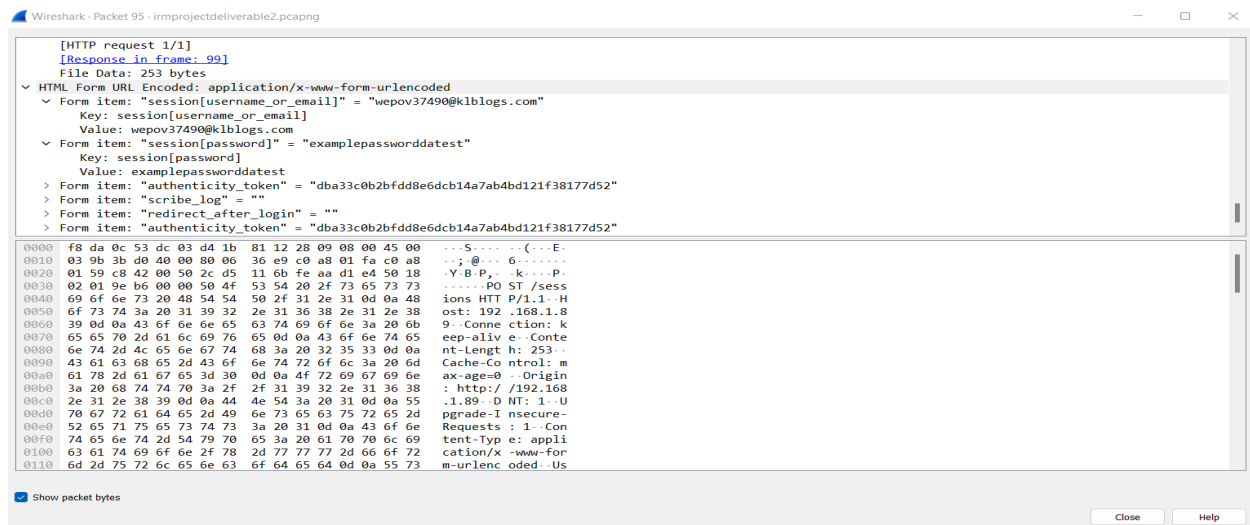 Wireshark · Packet 95 · irmprojectdeliverable2.pcapng
[HTTP request 1/1]
[Response in frame: 99]
File Data: 253 bytes
HTML Form URL Encoded: application/x-www-form-urlencoded
Form item: "session[username_or_email]" = "wepov37490@klblogs.com"
Key: session[username_or_email]
Value: wepov37490@klblogs.com
Form item: "session[password]" = "examplepassworddatest"
Key: session[password]
Value: examplepassworddatest
Form item: "authenticity_token" = "dba33c0b2bfdd8e6dcb14a7ab4bd121f38177d52"
Form item: "scribe_log" = ""
Form item: "redirect_after_login" = ""
Form item: "authenticity_token" = "dba33c0b2bfdd8e6dcb14a7ab4bd121f38177d52"
0000 f8 da 0c 53 dc 03 d4 1b 81 12 28 09 08 00 45 00 ···S···· ··(···E·
0010 03 9b 3b d0 40 00 80 06 36 e9 c0 a8 01 fa c0 a8 ··;·@··· 6·······
0020 01 59 c8 42 00 50 2c d5 11 6b fe aa d1 e4 50 18 ·Y·B·P,· ·k····P·
0030 02 01 9e b6 00 00 50 4f 53 54 20 2f 73 65 73 73 ······PO ST /sess
0040 69 6f 6e 73 20 48 54 54 50 2f 31 2e 31 0d 0a 48 ions HTT P/1.1··H
0050 6f 73 74 3a 20 31 39 32 2e 31 36 38 2e 31 2e 38 ost: 192 .168.1.8
0060 39 0d 0a 43 6f 6e 6e 65 63 74 69 6f 6e 3a 20 6b 9··Conne ction: k
0070 65 65 70 2d 61 6c 69 76 65 0d 0a 43 6f 6e 74 65 eep-aliv e··Conte
0080 6e 74 2d 4c 65 6e 67 74 68 3a 20 32 35 33 0d 0a nt-Lengt h: 253··
0090 43 61 63 68 65 2d 43 6f 6e 74 72 6f 6c 3a 20 6d Cache-Co ntrol: m
00a0 61 78 2d 61 67 65 3d 30 0d 0a 4f 72 69 67 69 6e ax-age=0 ··Origin
00b0 3a 20 68 74 74 70 3a 2f 2f 31 39 32 2e 31 36 38 : http:/ /192.168
00c0 2e 31 2e 38 39 0d 0a 44 4e 54 3a 20 31 0d 0a 55 .1.89··D NT: 1··U
00d0 70 67 72 61 64 65 2d 49 6e 73 65 63 75 72 65 2d pgrade-I nsecure-
00e0 52 65 71 75 65 73 74 73 3a 20 31 0d 0a 43 6f 6e Requests : 1··Con
00f0 74 65 6e 74 2d 54 79 70 65 3a 20 61 70 70 6c 69 tent-Typ e: appli
0100 63 61 74 69 6f 6e 2f 78 2d 77 77 77 2d 66 6f 72 cation/x -www-for
0110 6d 2d 75 72 6c 65 6e 63 6f 64 65 64 0d 0a 55 73 m-urlenc oded··Us
Show packet bytes
Close Help